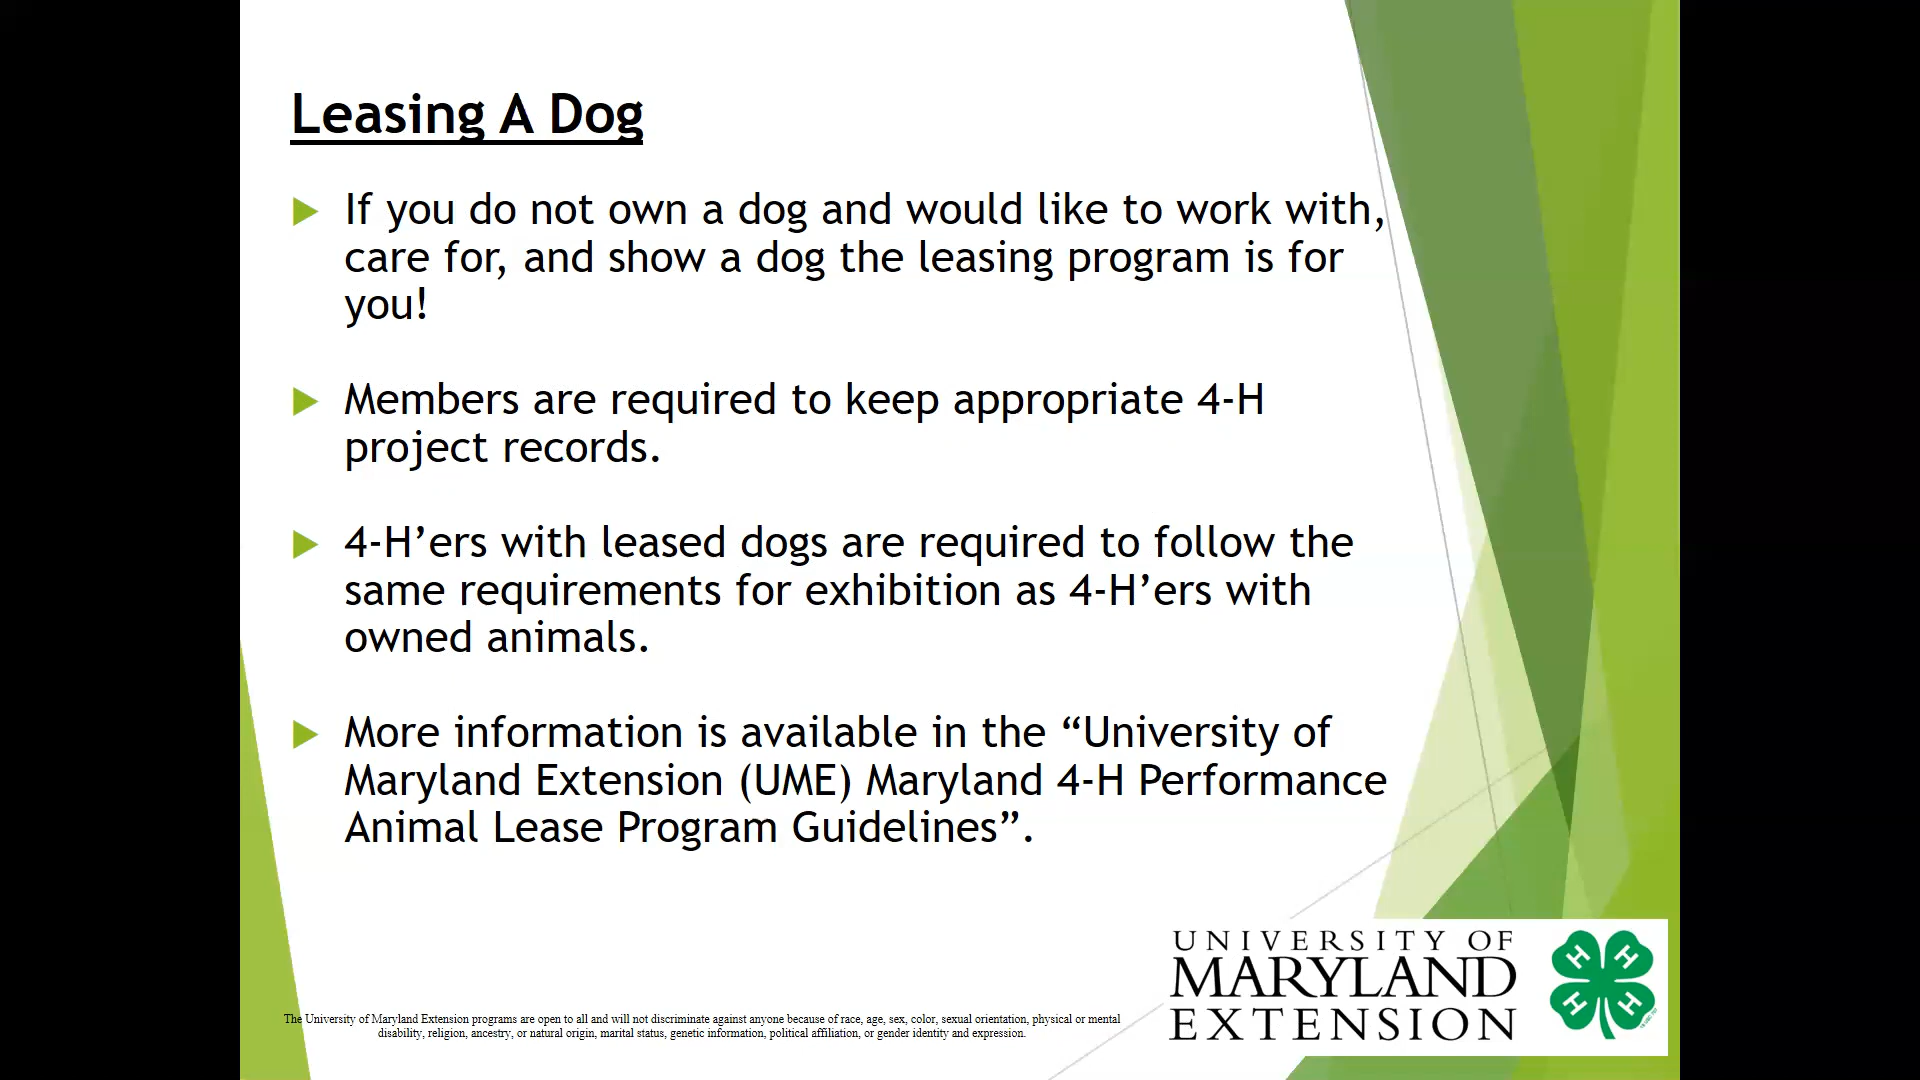 Leasing A Dog
If you do not own a dog and would like to work with,
care for, and show a dog the leasing program is for
you!
Members are required to keep appropriate 4-H
project records.
4-H’ers with leased dogs are required to follow the
same requirements for exhibition as 4-H’ers with
owned animals.
More information is available in the “University of
Maryland Extension (UME) Maryland 4-H Performance
Animal Lease Program Guidelines”.
The University of Maryland Extension programs are open to all and will not discriminate against anyone because of race, age, sex, color, sexual orientation, physical or mental
disability, religion, ancestry, or natural origin, marital status, genetic information, political affiliation, or gender identity and expression.
UNIVERSITY OF
MARYLAND
EXTENSION
H H
H H